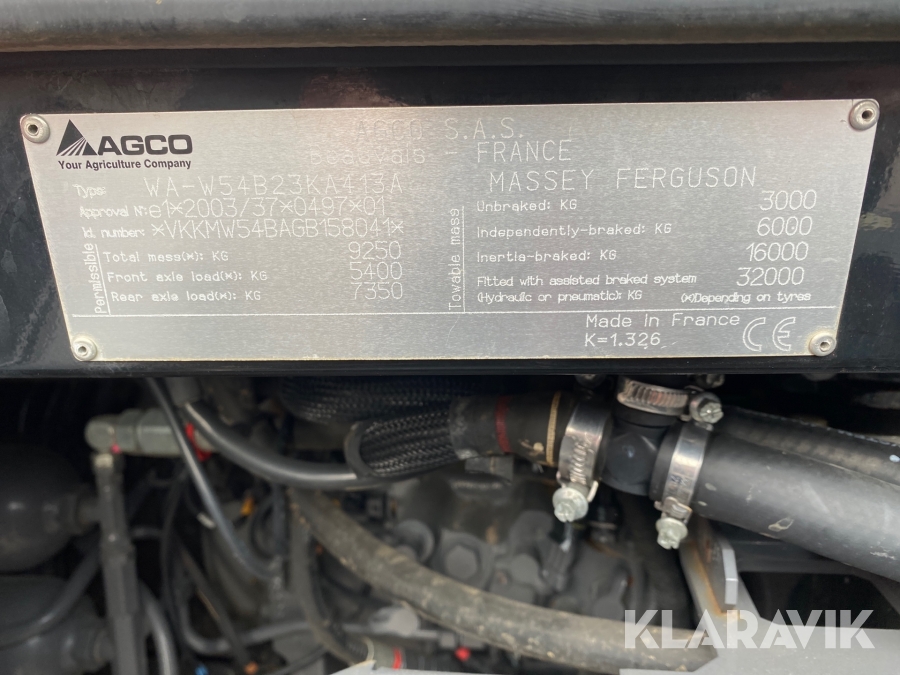 AGCO
Your Agriculture Company
AGCO S.A.S.
Beauvais - FRANCE
Type: WA-W54B23KA413A
MASSEY FERGUSON
Approval N°: e1*2003/37*0497*01
Id. number: *VKKMW54BAGB158041*
Permissible
Total mass(*): KG 9250
Front axle load(*): KG 5400
Rear axle load(*): KG 7350
Towable mass
Unbraked: KG 3000
Independently-braked: KG 6000
Inertia-braked: KG 16000
Fitted with assisted braked system 32000
(Hydraulic or pneumatic): KG (*)Depending on tyres
Made in France
K=1.326
CE
KLARAVIK